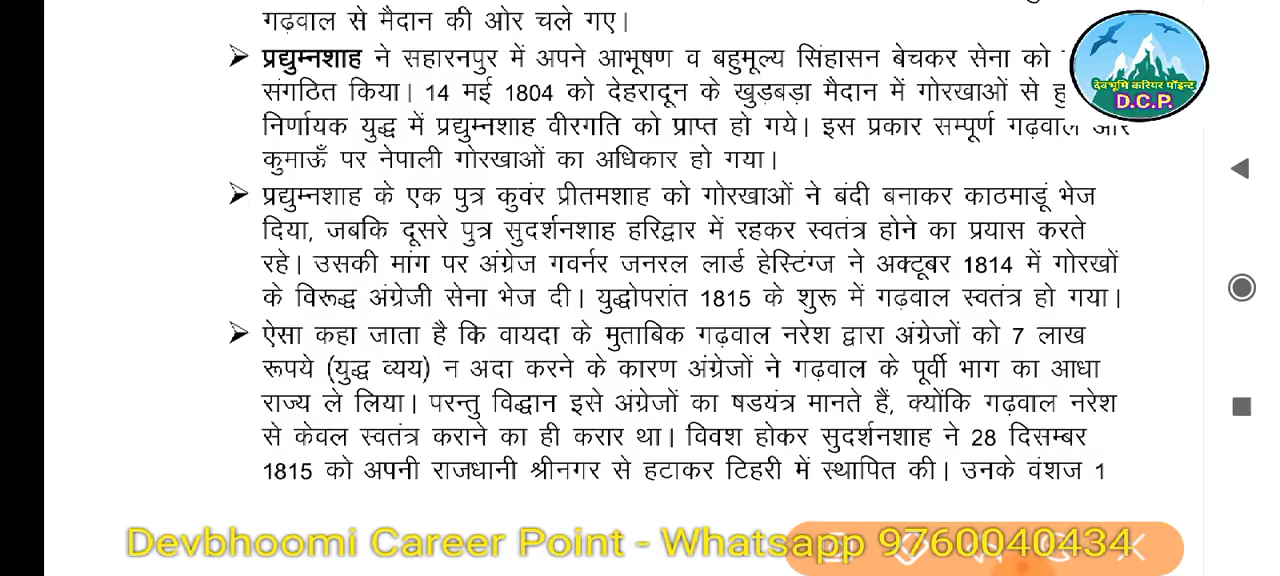 गढ़वाल से मैदान की ओर चले गए।
➢ प्रद्युम्नशाह ने सहारनपुर में अपने आभूषण व बहुमूल्य सिंहासन बेचकर सेना को
संगठित किया। 14 मई 1804 को देहरादून के खुड़बड़ा मैदान में गोरखाओं से
निर्णायक युद्ध में प्रद्युम्नशाह वीरगति को प्राप्त हो गये। इस प्रकार सम्पूर्ण गढ़वाल और
कुमाऊँ पर नेपाली गोरखाओं का अधिकार हो गया।
➢ प्रद्युम्नशाह के एक पुत्र कुवंर प्रीतमशाह को गोरखाओं ने बंदी बनाकर काठमाडूं भेज
दिया, जबकि दूसरे पुत्र सुदर्शनशाह हरिद्वार में रहकर स्वतंत्र होने का प्रयास करते
रहे। उसकी मांग पर अंग्रेज गवर्नर जनरल लार्ड हेस्टिंग्ज ने अक्टूबर 1814 में गोरखों
के विरूद्ध अंग्रेजी सेना भेज दी। युद्धोपरांत 1815 के शुरू में गढ़वाल स्वतंत्र हो गया।
➢ ऐसा कहा जाता है कि वायदा के मुताबिक गढ़वाल नरेश द्वारा अंग्रेजों को 7 लाख
रूपये (युद्ध व्यय) न अदा करने के कारण अंग्रेजों ने गढ़वाल के पूर्वी भाग का आधा
राज्य ले लिया। परन्तु विद्धान इसे अंग्रेजों का षडयंत्र मानते हैं, क्योंकि गढ़वाल नरेश
से केवल स्वतंत्र कराने का ही करार था। विवश होकर सुदर्शनशाह ने 28 दिसम्बर
1815 को अपनी राजधानी श्रीनगर से हटाकर टिहरी में स्थापित की। उनके वंशज 1
देवभूमि करियर पॉइन्ट
D.C.P.
Devbhoomi Career Point - Whatsapp 9760040434